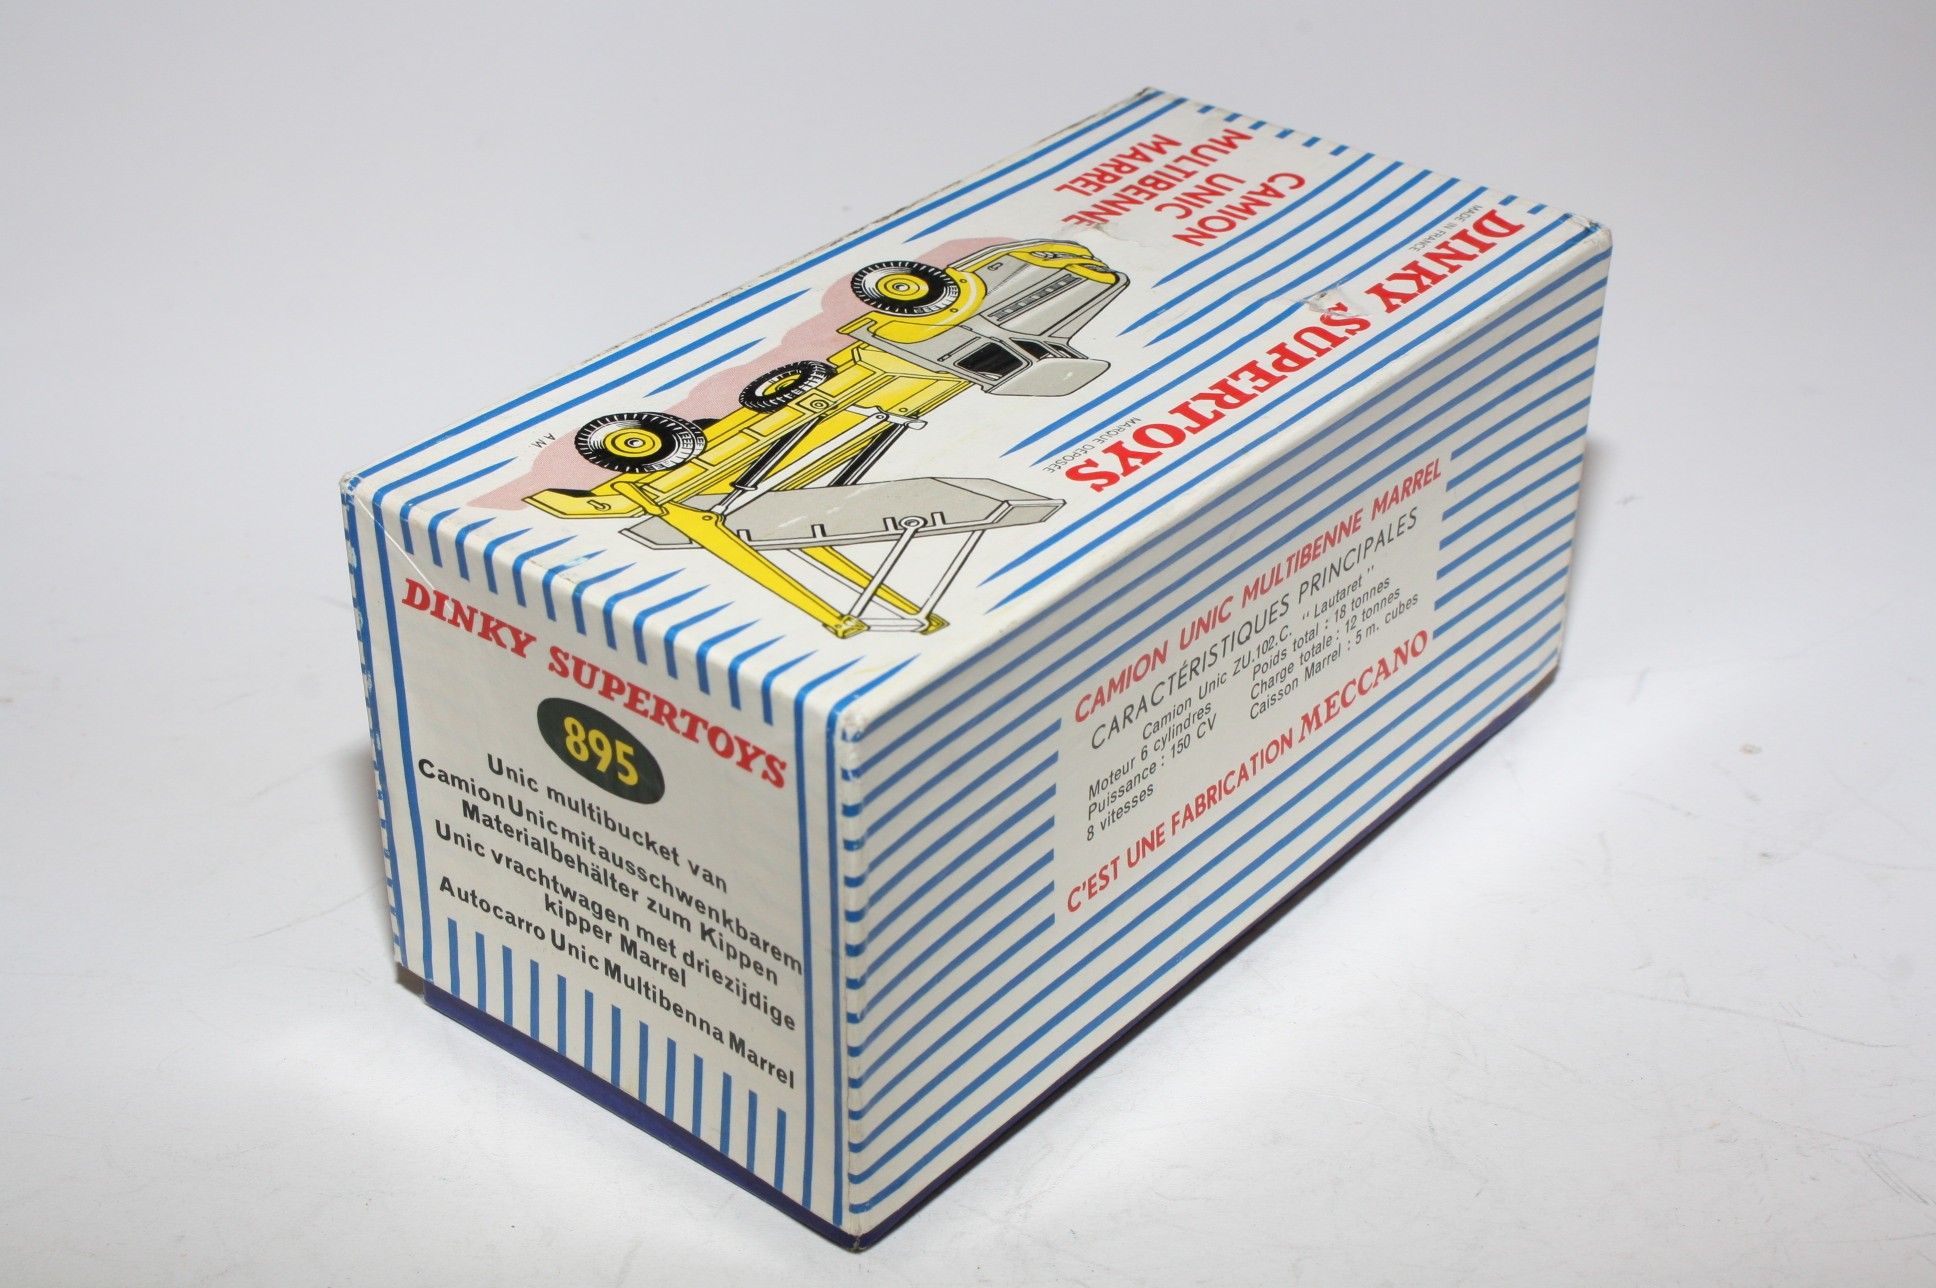 CAMION
UNIC
MULTIBENNE
MARREL
MADE IN FRANCE
DINKY SUPERTOYS
MARQUE DÉPOSÉE
A.M.
DINKY SUPERTOYS
895
Unic multibucket van
Camion Unic mit ausschwenkbarem
Materialbehälter zum Kippen
Unic vrachtwagen met driezijdige
kipper Marrel
Autocarro Unic Multibenna Marrel
CAMION UNIC MULTIBENNE MARREL
CARACTÉRISTIQUES PRINCIPALES
Camion Unic ZU.102.C. "Lautaret"
Moteur 6 cylindres
Puissance : 150 CV
8 vitesses
Poids total : 18 tonnes
Charge totale : 12 tonnes
Caisson Marrel : 5 m. cubes
C'EST UNE FABRICATION MECCANO